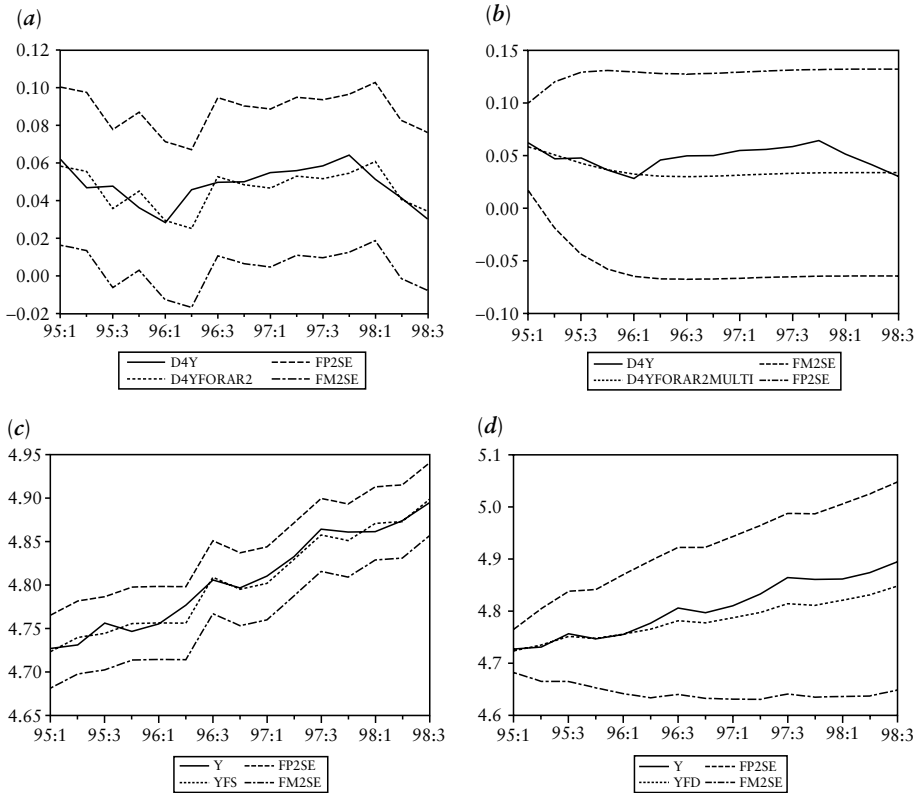 (a)
0.12
0.10
0.08
0.06
0.04
0.02
0.00
−0.02
95:1 95:3 96:1 96:3 97:1 97:3 98:1 98:3
D4Y FP2SE
D4YFORAR2 FM2SE
(b)
0.15
0.10
0.05
0.00
−0.05
−0.10
95:1 95:3 96:1 96:3 97:1 97:3 98:1 98:3
D4Y FM2SE
D4YFORAR2MULTI FP2SE
(c)
4.95
4.90
4.85
4.80
4.75
4.70
4.65
95:1 95:3 96:1 96:3 97:1 97:3 98:1 98:3
Y FP2SE
YFS FM2SE
(d)
5.1
5.0
4.9
4.8
4.7
4.6
95:1 95:3 96:1 96:3 97:1 97:3 98:1 98:3
Y FP2SE
YFD FM2SE